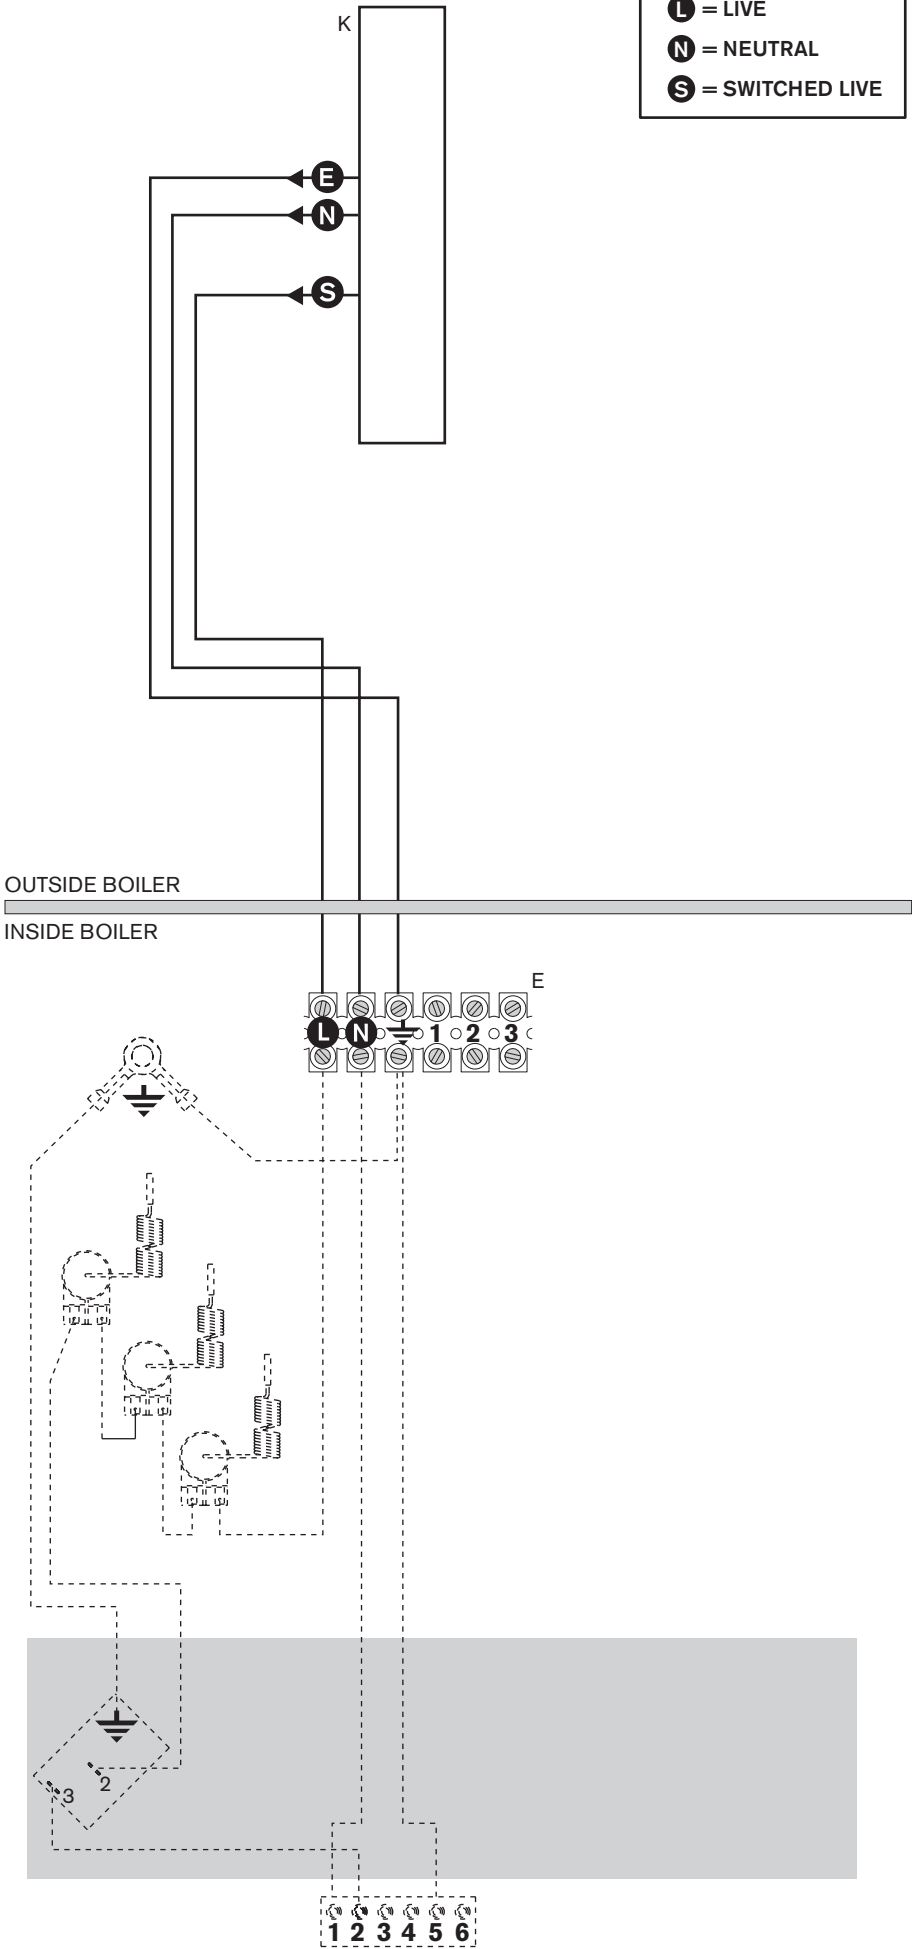 L = LIVE
K
N = NEUTRAL
S = SWITCHED LIVE
E
N
S
OUTSIDE BOILER
INSIDE BOILER
E
L N 1 2 3
2
3
1 2 3 4 5 6